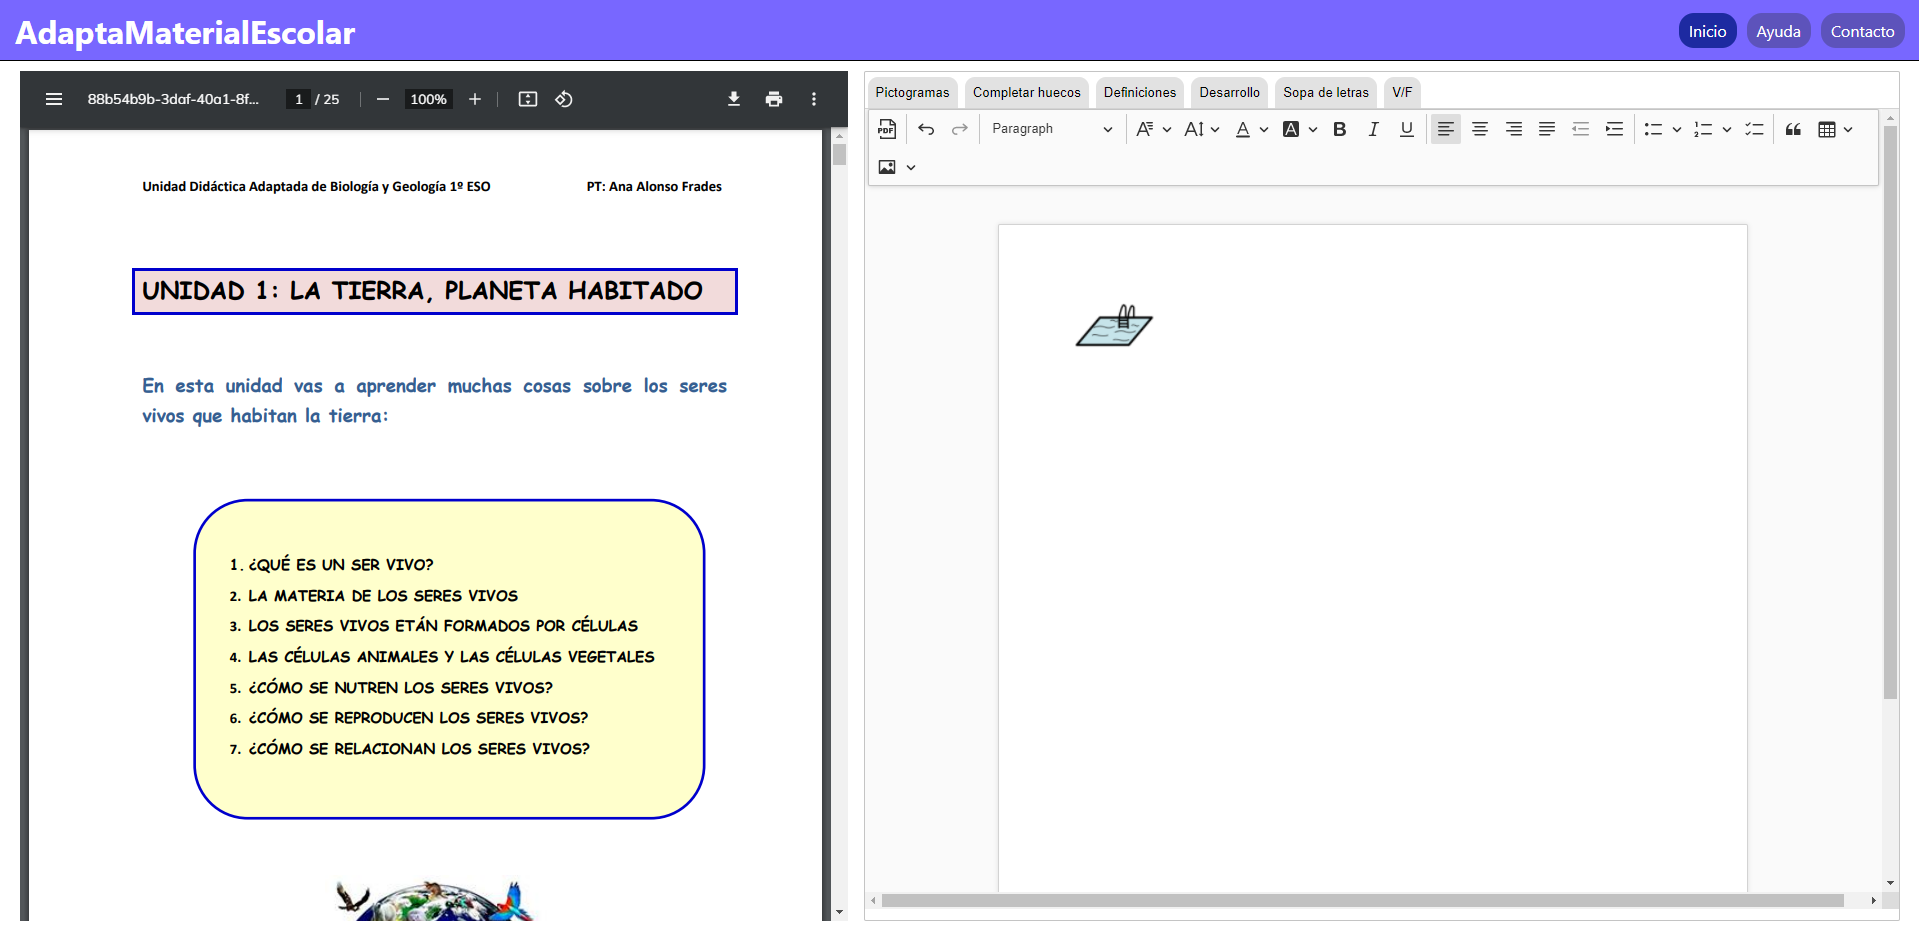 AdaptaMaterialEscolar
Inicio Ayuda Contacto
88b54b9b-3daf-40a1-8f... 1 / 25 100%
Unidad Didáctica Adaptada de Biología y Geología 1º ESO PT: Ana Alonso Frades
UNIDAD 1: LA TIERRA, PLANETA HABITADO
En esta unidad vas a aprender muchas cosas sobre los seres
vivos que habitan la tierra:
1. ¿QUÉ ES UN SER VIVO?
2. LA MATERIA DE LOS SERES VIVOS
3. LOS SERES VIVOS ETÁN FORMADOS POR CÉLULAS
4. LAS CÉLULAS ANIMALES Y LAS CÉLULAS VEGETALES
5. ¿CÓMO SE NUTREN LOS SERES VIVOS?
6. ¿CÓMO SE REPRODUCEN LOS SERES VIVOS?
7. ¿CÓMO SE RELACIONAN LOS SERES VIVOS?
Pictogramas Completar huecos Definiciones Desarrollo Sopa de letras V/F
PDF Paragraph